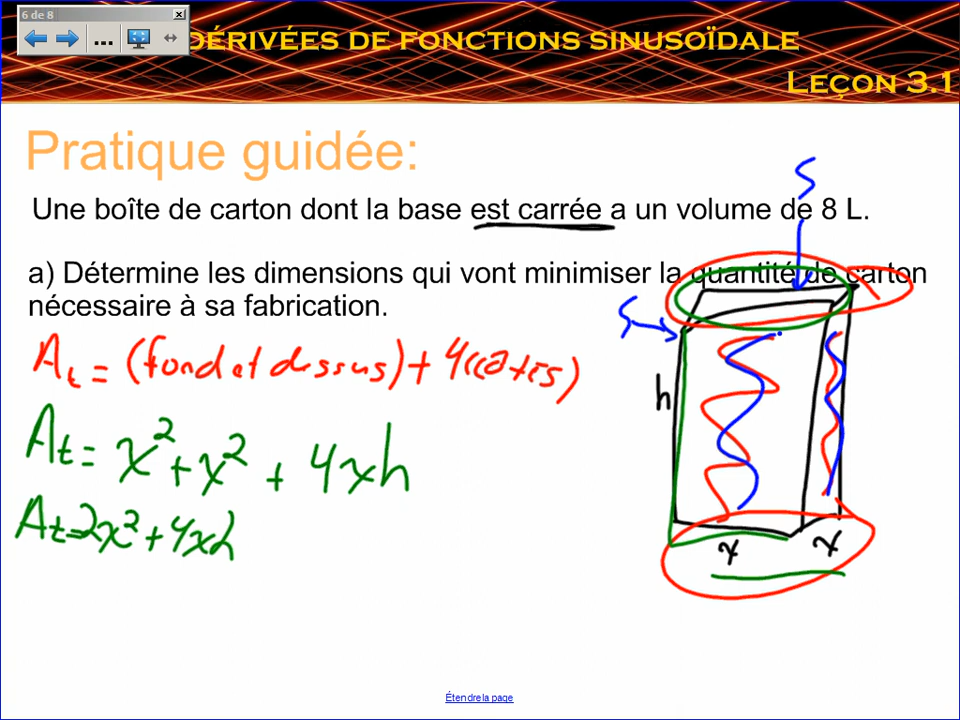 6 de 8
DÉRIVÉES DE FONCTIONS SINUSOÏDALE
LEÇON 3.1
Pratique guidée:
Une boîte de carton dont la base est carrée a un volume de 8 L.
a) Détermine les dimensions qui vont minimiser la quantité de carton
nécessaire à sa fabrication.
At = (fond et dessus) + 4(cotés)
At = x² + x² + 4xh
At = 2x² + 4xh
h
x x
Étendre la page